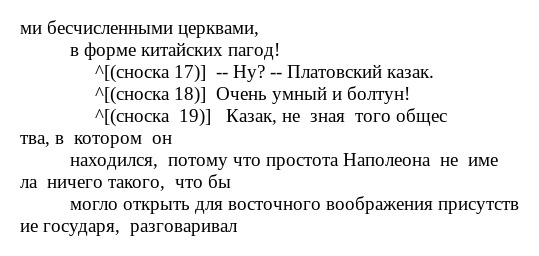 ми бесчисленными церквами,
в форме китайских пагод!
^[(сноска 17)]  -- Ну? -- Платовский казак.
^[(сноска 18)]  Очень умный и болтун!
^[(сноска  19)]   Казак, не  зная  того общес
тва, в  котором  он
находился,  потому что простота Наполеона  не  име
ла  ничего такого,  что бы
могло открыть для восточного воображения присутств
ие государя,  разговаривал